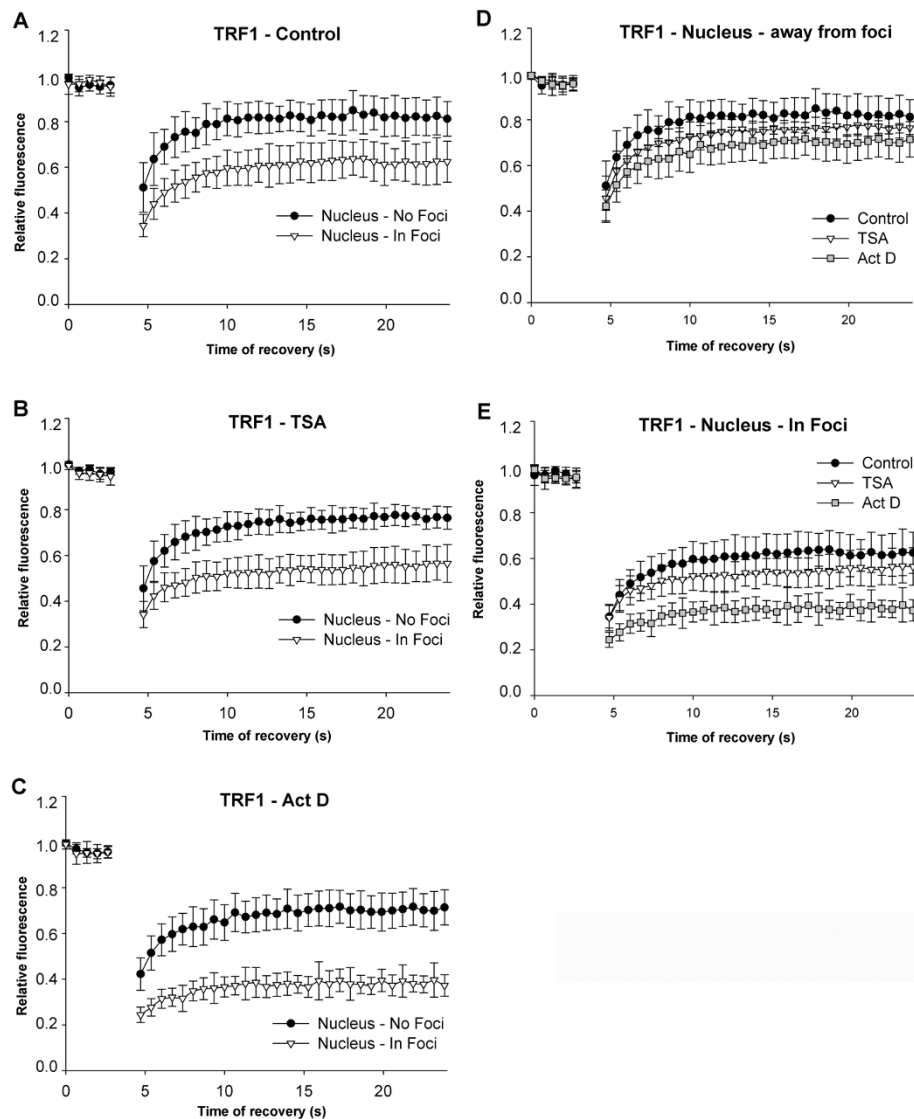 A
TRF1 - Control
1.2
1.0
0.8
0.6
0.4
0.2
0.0
Relative fluorescence
Nucleus - No Foci
Nucleus - In Foci
0 5 10 15 20
Time of recovery (s)
B
TRF1 - TSA
1.2
1.0
0.8
0.6
0.4
0.2
0.0
Relative fluorescence
Nucleus - No Foci
Nucleus - In Foci
0 5 10 15 20
Time of recovery (s)
C
TRF1 - Act D
1.2
1.0
0.8
0.6
0.4
0.2
0.0
Relative fluorescence
Nucleus - No Foci
Nucleus - In Foci
0 5 10 15 20
Time of recovery (s)
D
TRF1 - Nucleus - away from foci
1.2
1.0
0.8
0.6
0.4
0.2
0.0
Relative fluorescence
Control
TSA
Act D
0 5 10 15 20
Time of recovery (s)
E
TRF1 - Nucleus - In Foci
1.2
1.0
0.8
0.6
0.4
0.2
0.0
Relative fluorescence
Control
TSA
Act D
0 5 10 15 20
Time of recovery (s)